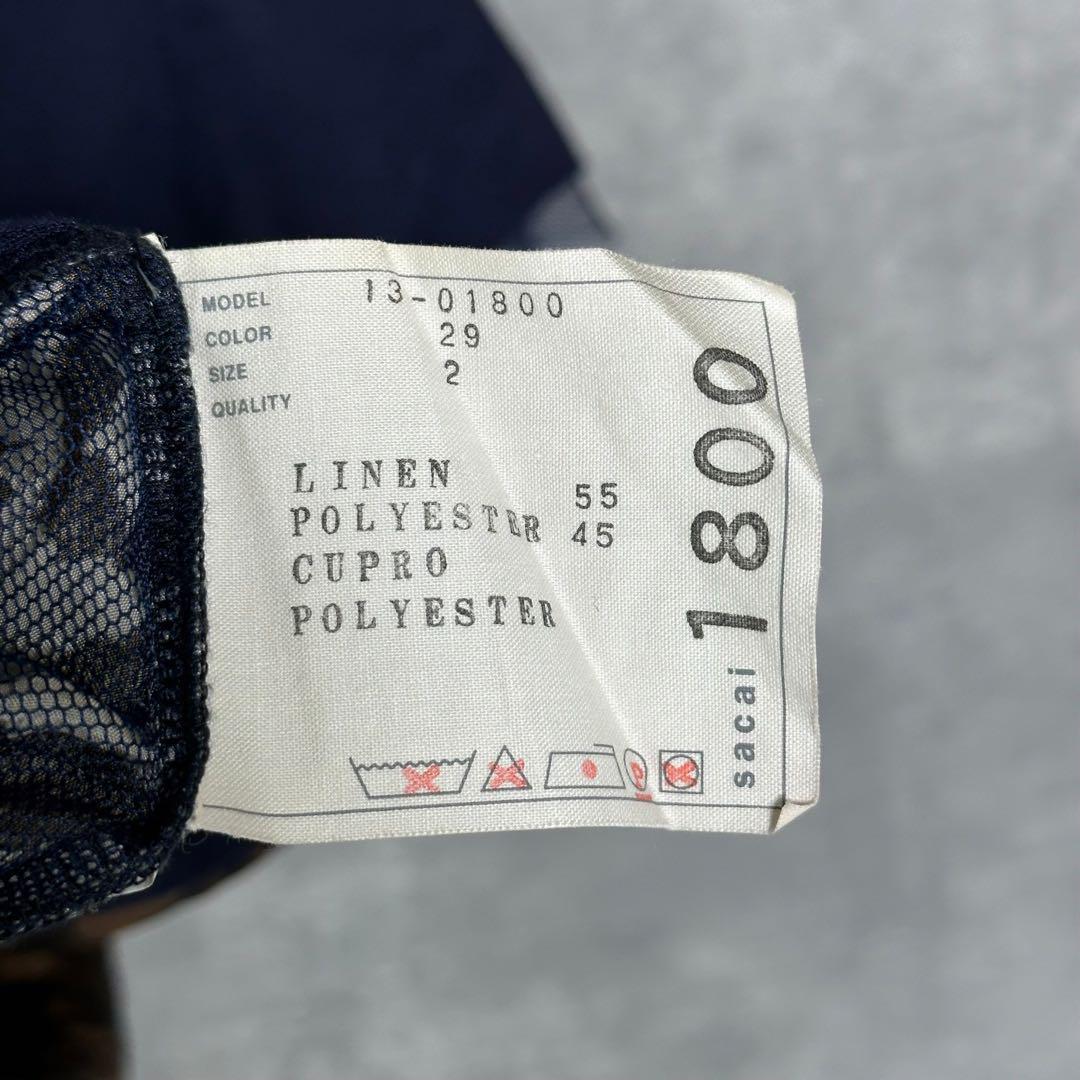 MODEL 13-01800
COLOR 29
SIZE 2
QUALITY
LINEN 55
POLYESTER 45
CUPRO
POLYESTER
sacai 1800